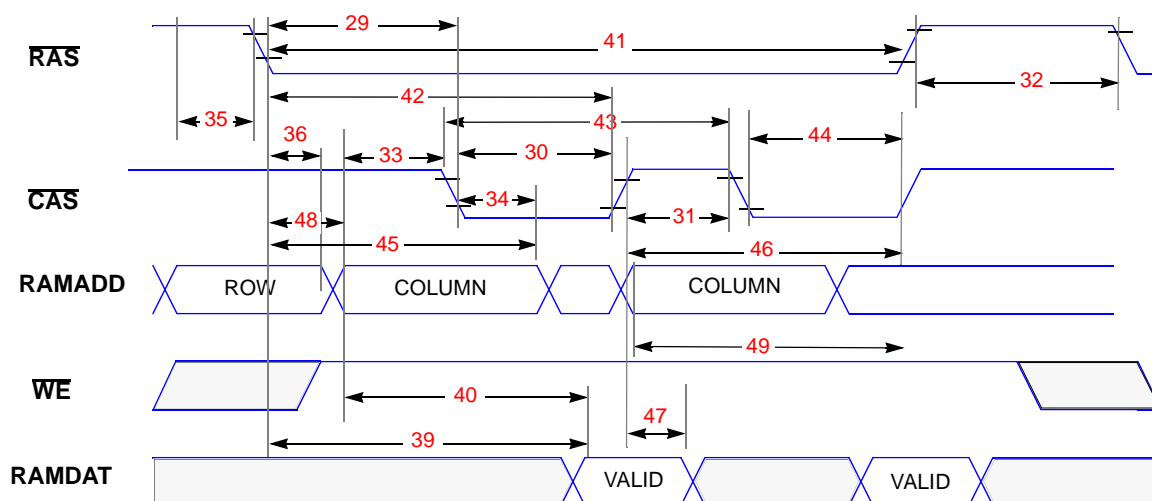 29
RAS
41
32
42
35
43
36
44
33
30
CAS
34
48
31
45
46
RAMADD
ROW
COLUMN
COLUMN
49
WE
40
47
39
RAMDAT
VALID
VALID